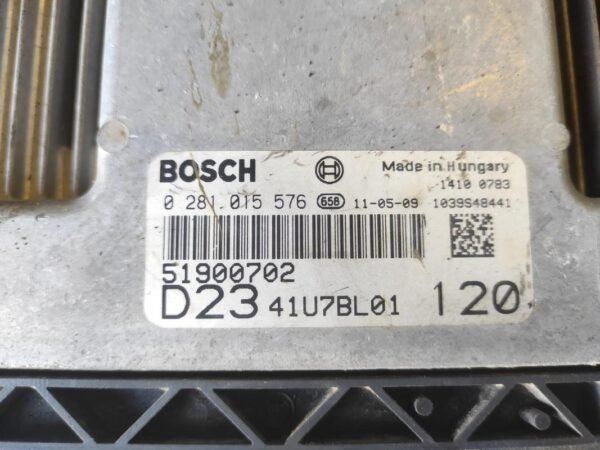 BOSCH Made in Hungary
1410 0783
0 281 015 576 658 11-05-09 1039S48441
51900702
D23 41U7BL01 120